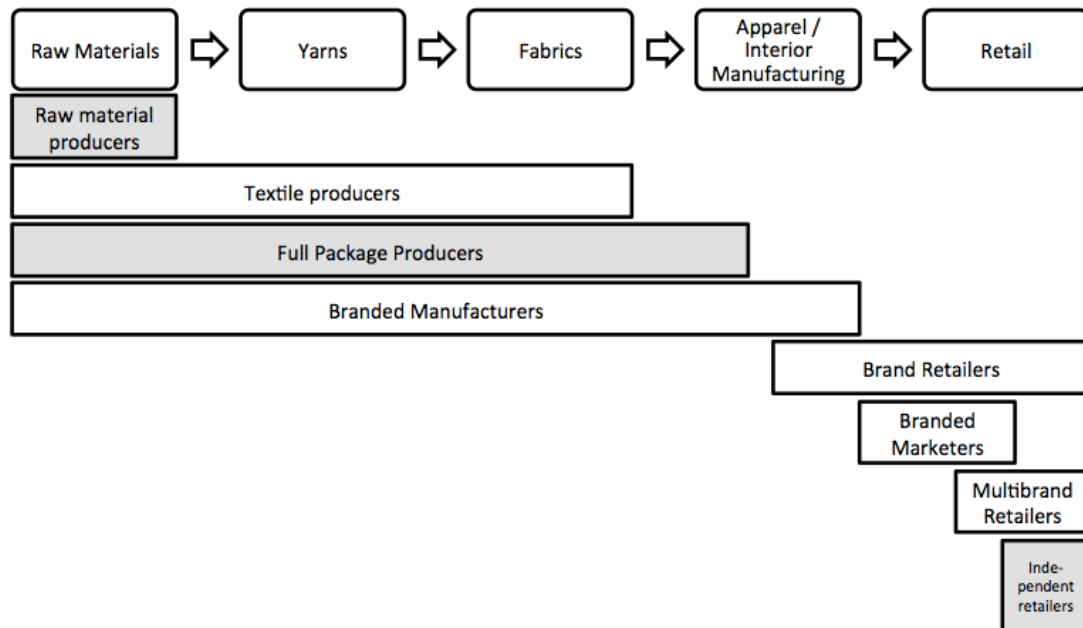 Raw Materials
Yarns
Fabrics
Apparel /
Interior
Manufacturing
Retail
Raw material
producers
Textile producers
Full Package Producers
Branded Manufacturers
Brand Retailers
Branded
Marketers
Multibrand
Retailers
Inde-
pendent
retailers